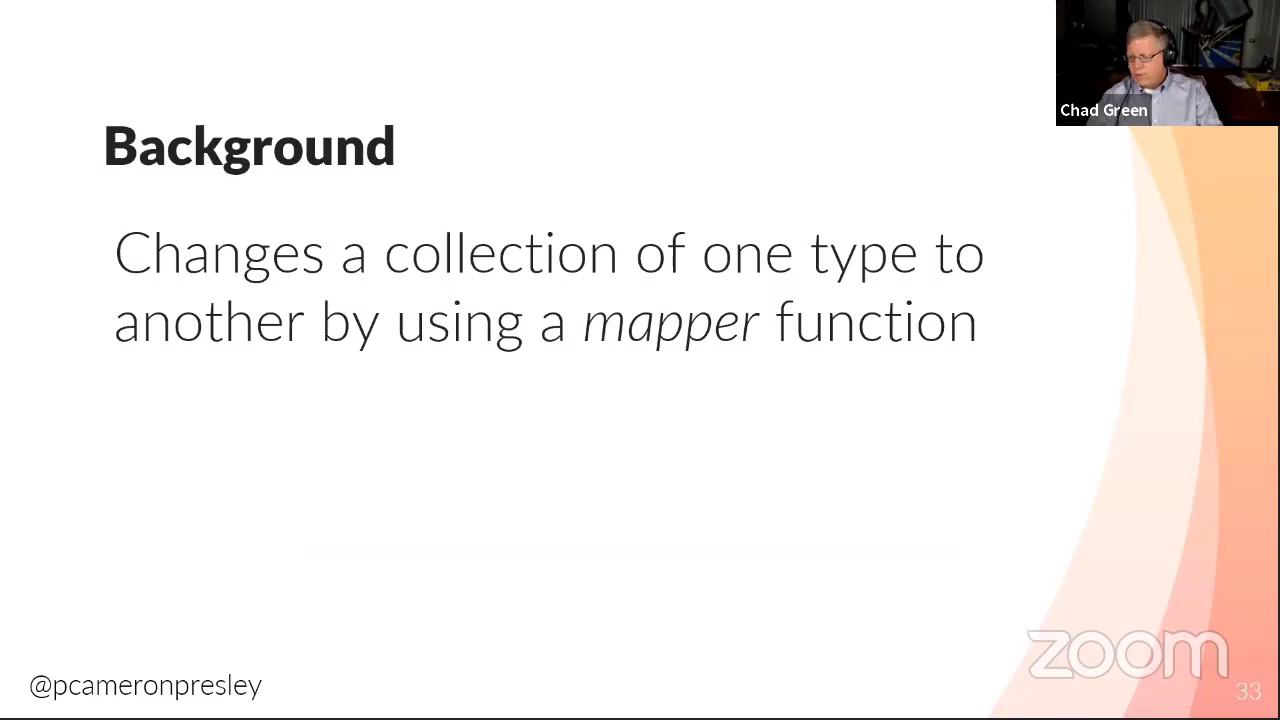 Chad Green
Background
Changes a collection of one type to
another by using a mapper function
zoom
@pcameronpresley
33